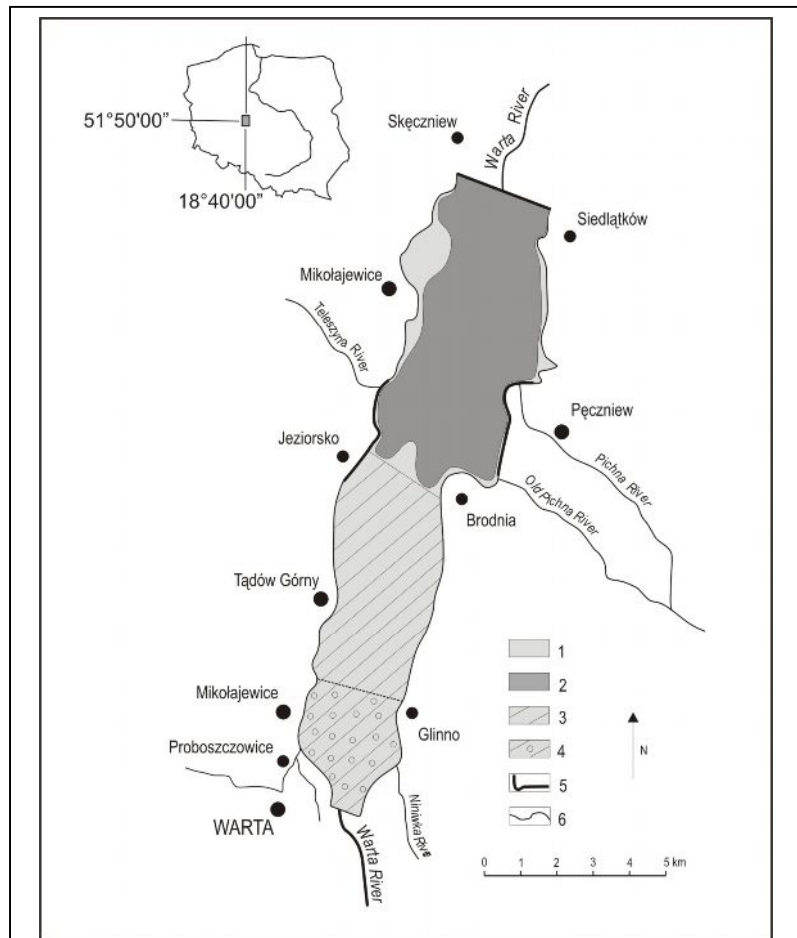 51°50'00”
18°40'00”
Skęczniew
Warta River
Siedlątków
Mikołajewice
Teleszyna River
Pęczniew
Jeziorsko
Pichna River
Old Pichna River
Brodnia
Tądów Górny
1
2
Mikołajewice
3
Glinno
4
N
Proboszczowice
5
WARTA
6
Niniwka River
Warta River
0 1 2 3 4 5 km